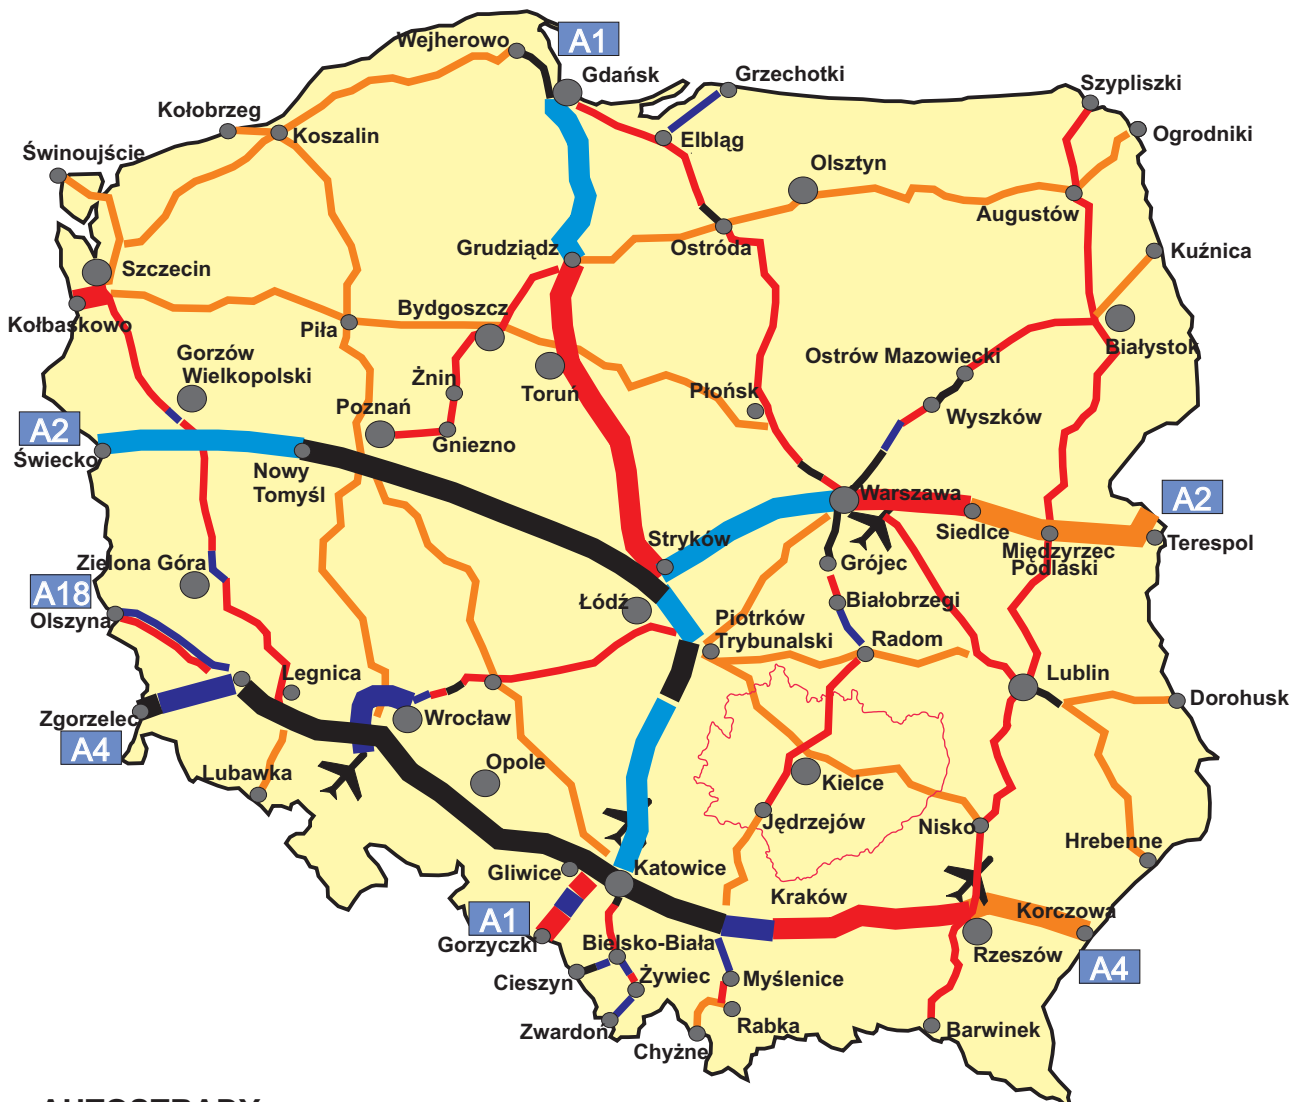 Wejherowo
A1
Gdańsk
Grzechotki
Szypliszki
Kołobrzeg
Koszalin
Elbląg
Ogrodniki
Świnoujście
Olsztyn
Augustów
Grudziądz
Ostróda
Kuźnica
Szczecin
Kołbaskowo
Bydgoszcz
Piła
Białystok
Gorzów
Wielkopolski
Ostrów Mazowiecki
Żnin
Toruń
Płońsk
Poznań
Wyszków
A2
Gniezno
Świecko
Nowy
Tomyśl
Warszawa
A2
Siedlce
Stryków
Międzyrzec
Podlaski
Terespol
Zielona Góra
Grójec
A18
Olszyna
Łódź
Białobrzegi
Piotrków
Trybunalski
Radom
Legnica
Lublin
Zgorzelec
Wrocław
Dorohusk
A4
Opole
Lubawka
Kielce
Jędrzejów
Nisko
Hrebenne
Gliwice
Katowice
Kraków
A1
Korczowa
Gorzyczki
Bielsko-Biała
Rzeszów
A4
Cieszyn
Żywiec
Myślenice
Zwardoń
Rabka
Barwinek
Chyżne
AUTOSTRADY